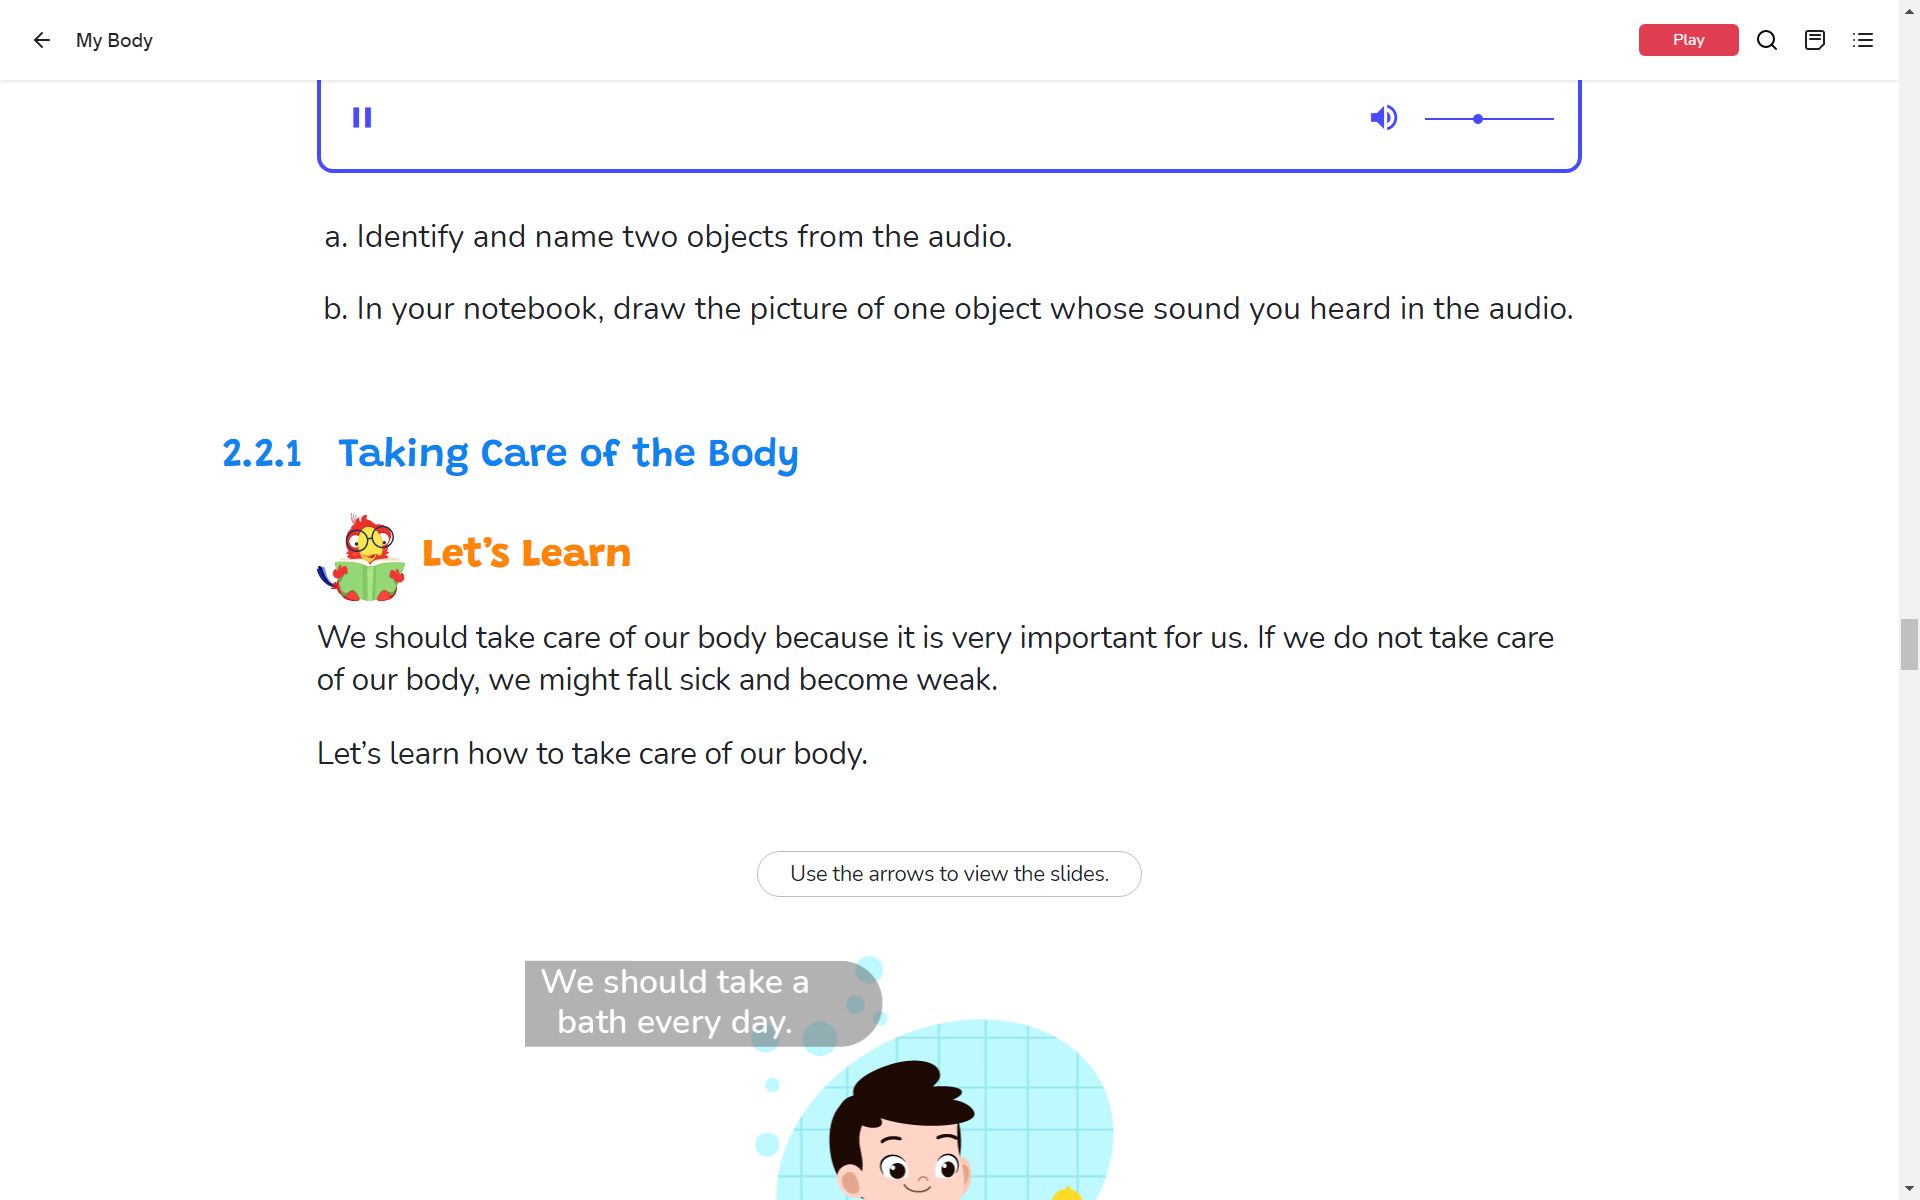 My Body
Play
a. Identify and name two objects from the audio.
b. In your notebook, draw the picture of one object whose sound you heard in the audio.
2.2.1 Taking Care of the Body
Let’s Learn
We should take care of our body because it is very important for us. If we do not take care
of our body, we might fall sick and become weak.
Let’s learn how to take care of our body.
Use the arrows to view the slides.
We should take a
bath every day.